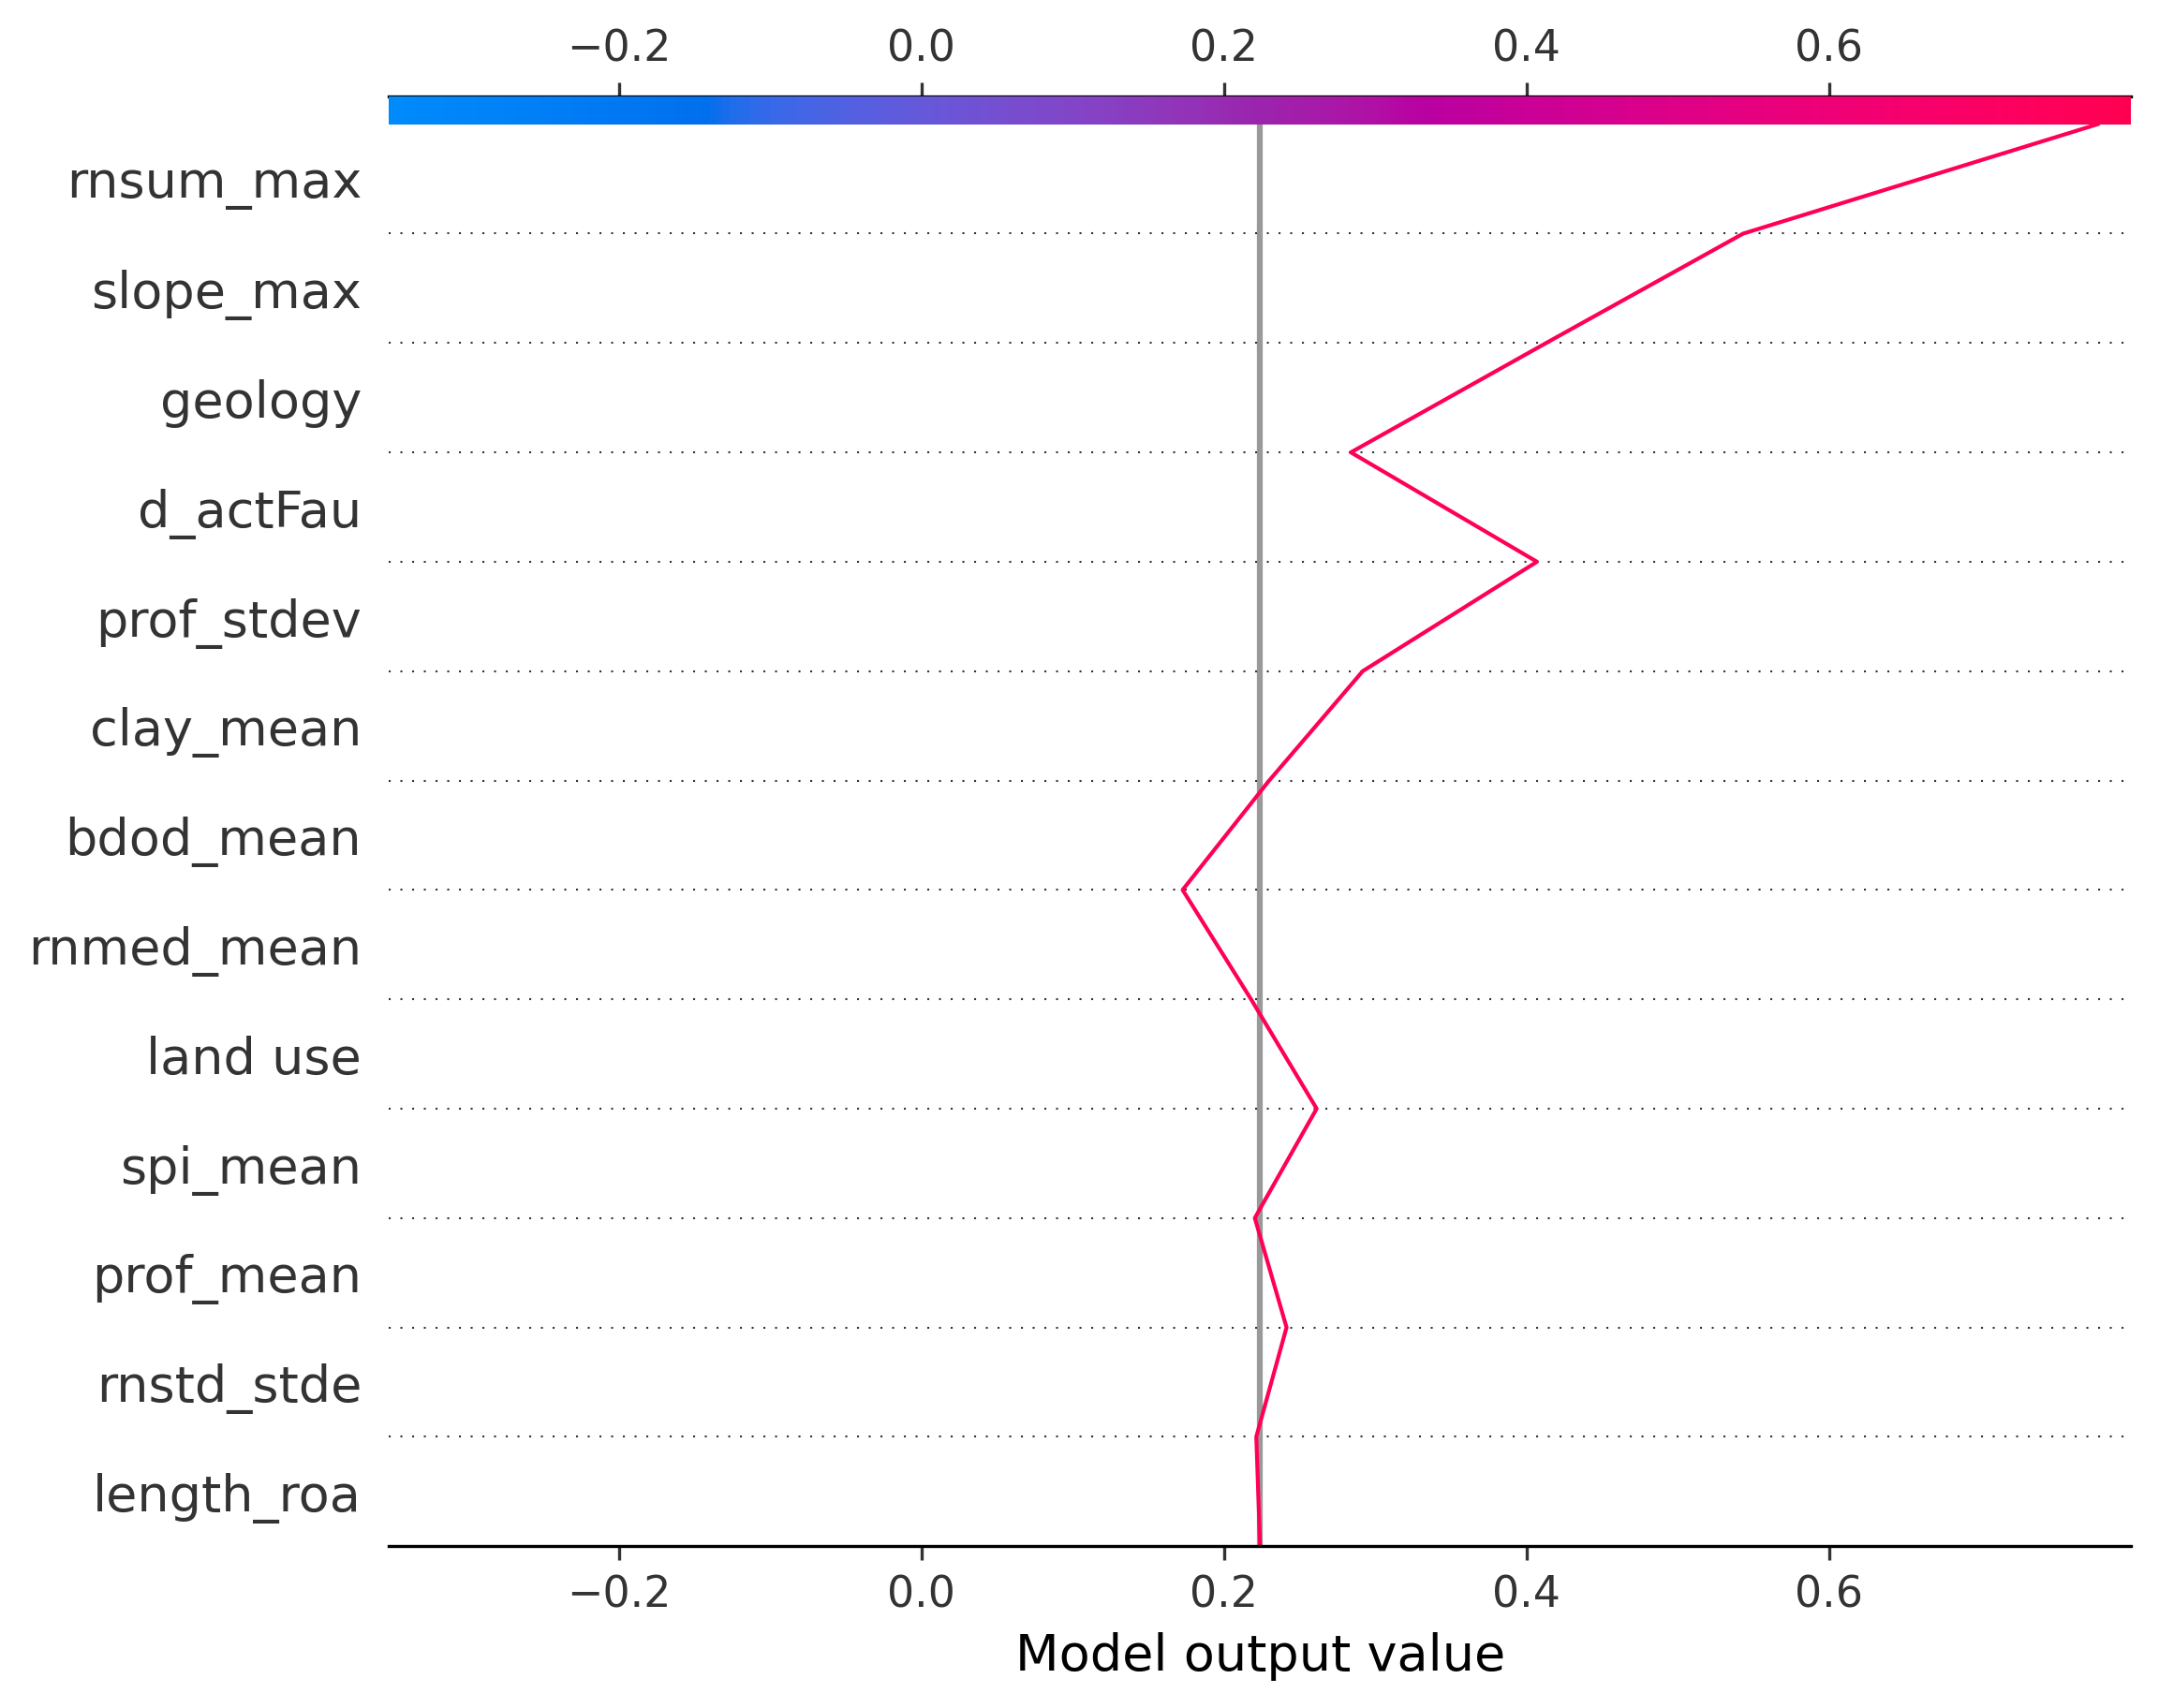 −0.2 0.0 0.2 0.4 0.6
rnsum_max
slope_max
geology
d_actFau
prof_stdev
clay_mean
bdod_mean
rnmed_mean
land use
spi_mean
prof_mean
rnstd_stde
length_roa
−0.2 0.0 0.2 0.4 0.6
Model output value